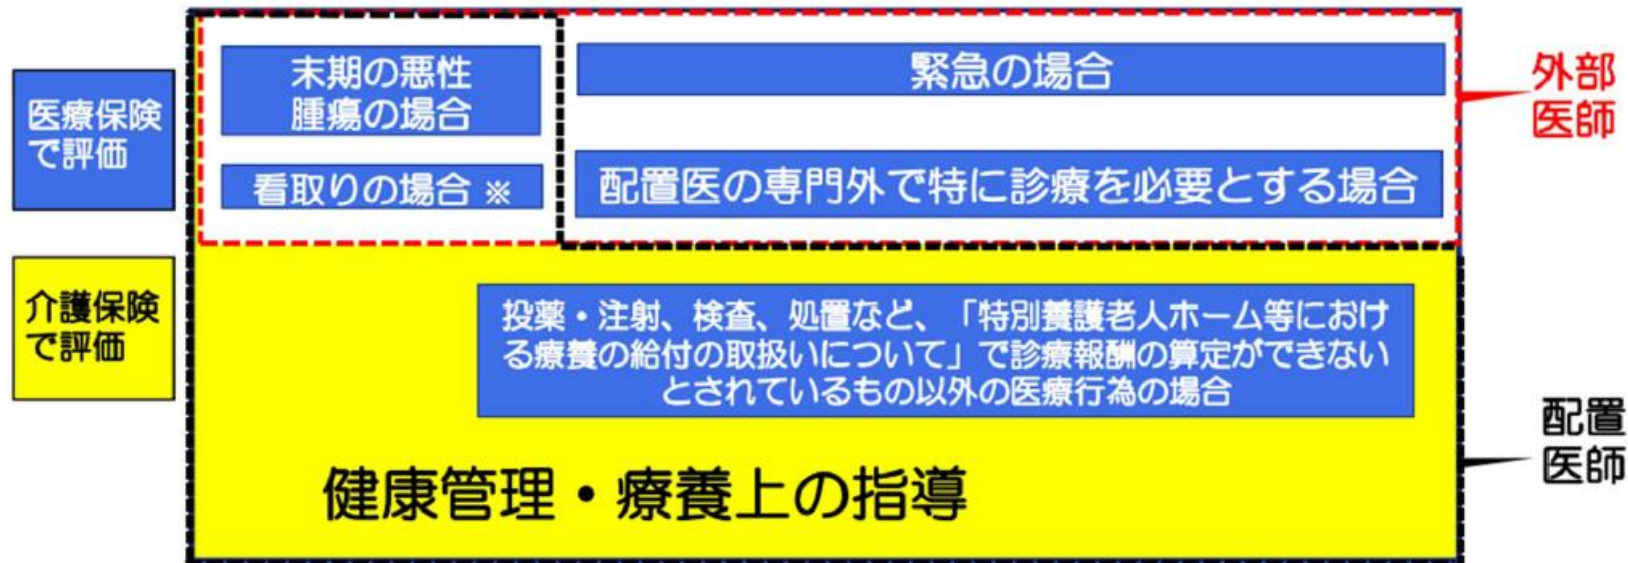 医療保険
で評価
末期の悪性
腫瘍の場合
看取りの場合 ※
緊急の場合
配置医の専門外で特に診療を必要とする場合
外部
医師
介護保険
で評価
投薬・注射、検査、処置など、「特別養護老人ホーム等におけ
る療養の給付の取扱いについて」で診療報酬の算定ができない
とされているもの以外の医療行為の場合
健康管理・療養上の指導
配置
医師